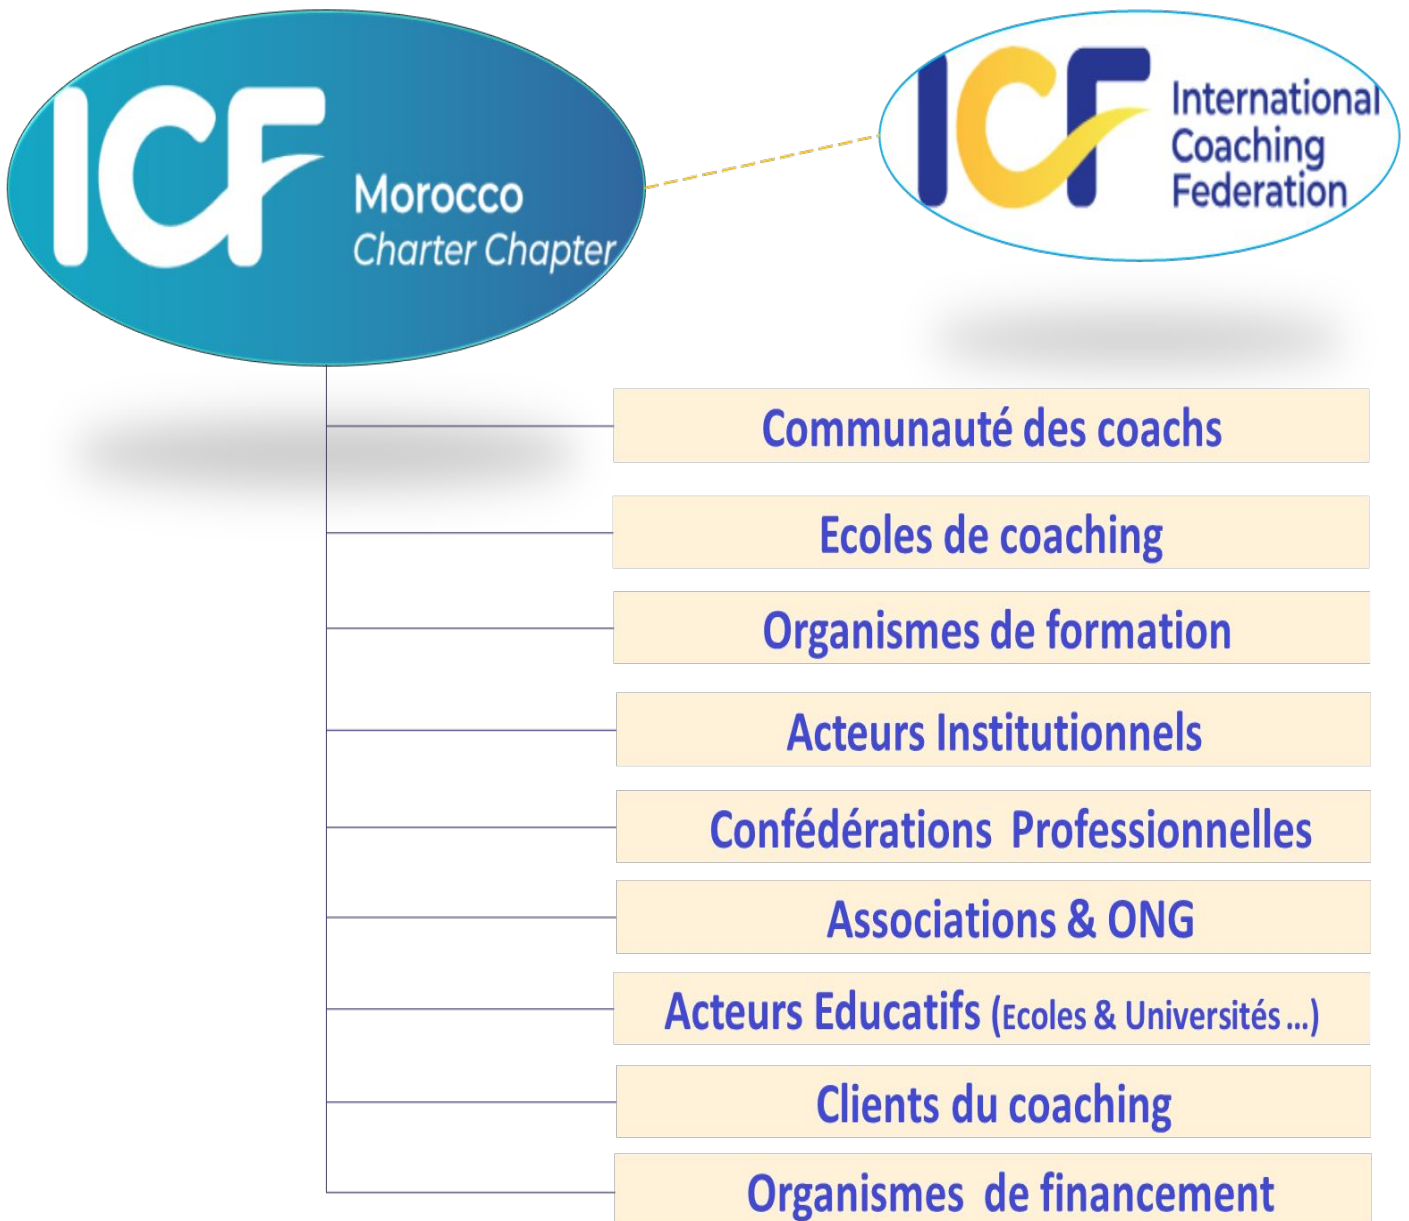 ICF
Morocco
Charter Chapter
ICF
International
Coaching
Federation
Communauté des coachs
Ecoles de coaching
Organismes de formation
Acteurs Institutionnels
Confédérations Professionnelles
Associations & ONG
Acteurs Educatifs (Ecoles & Universités ...)
Clients du coaching
Organismes de financement